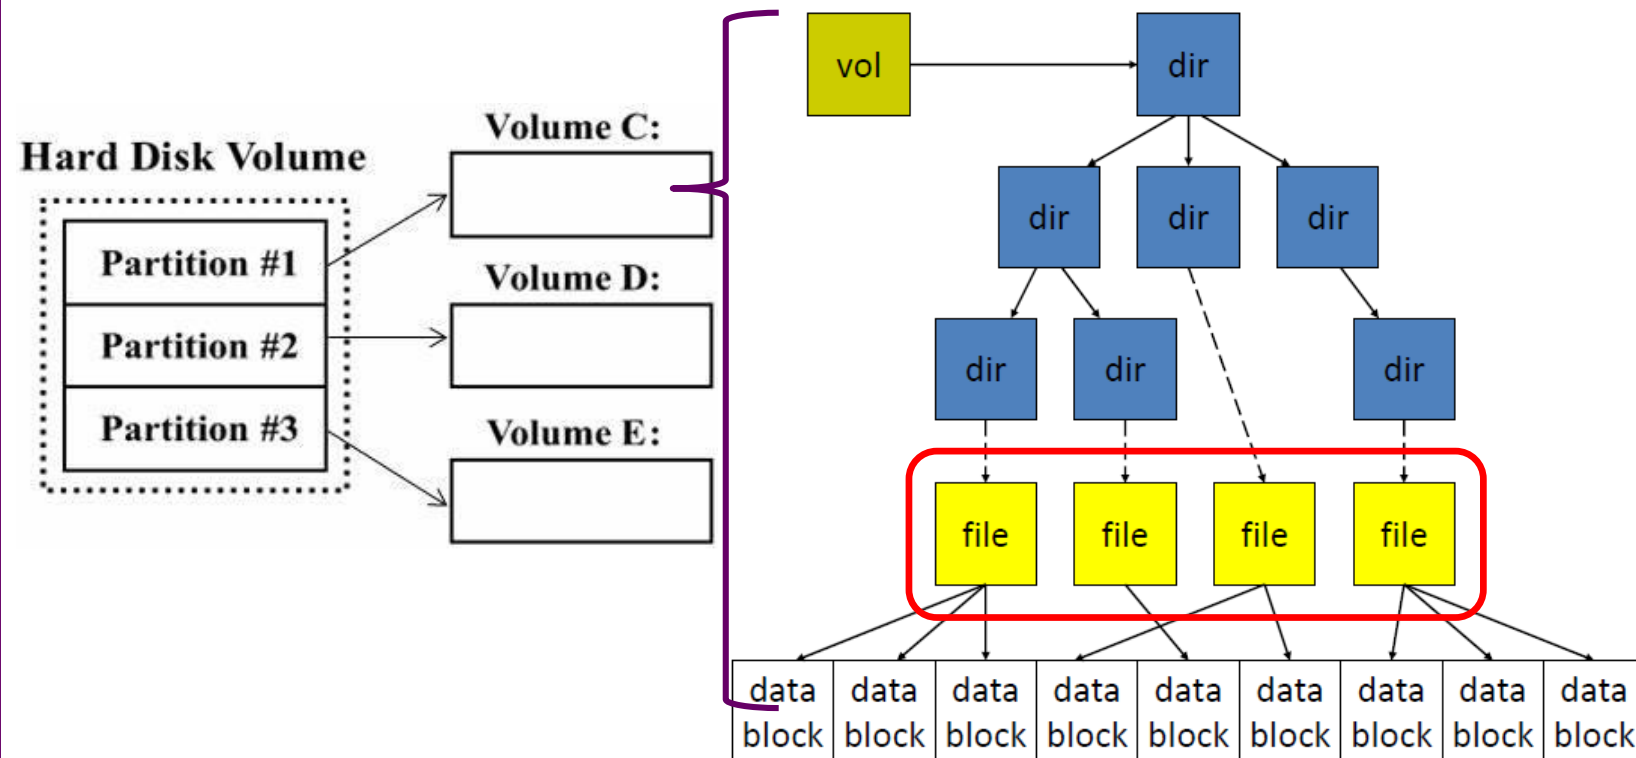 Hard Disk Volume
Partition #1
Partition #2
Partition #3
Volume C:
Volume D:
Volume E:
vol
dir
dir
dir
dir
dir
dir
dir
file
file
file
file
data block
data block
data block
data block
data block
data block
data block
data block
data block